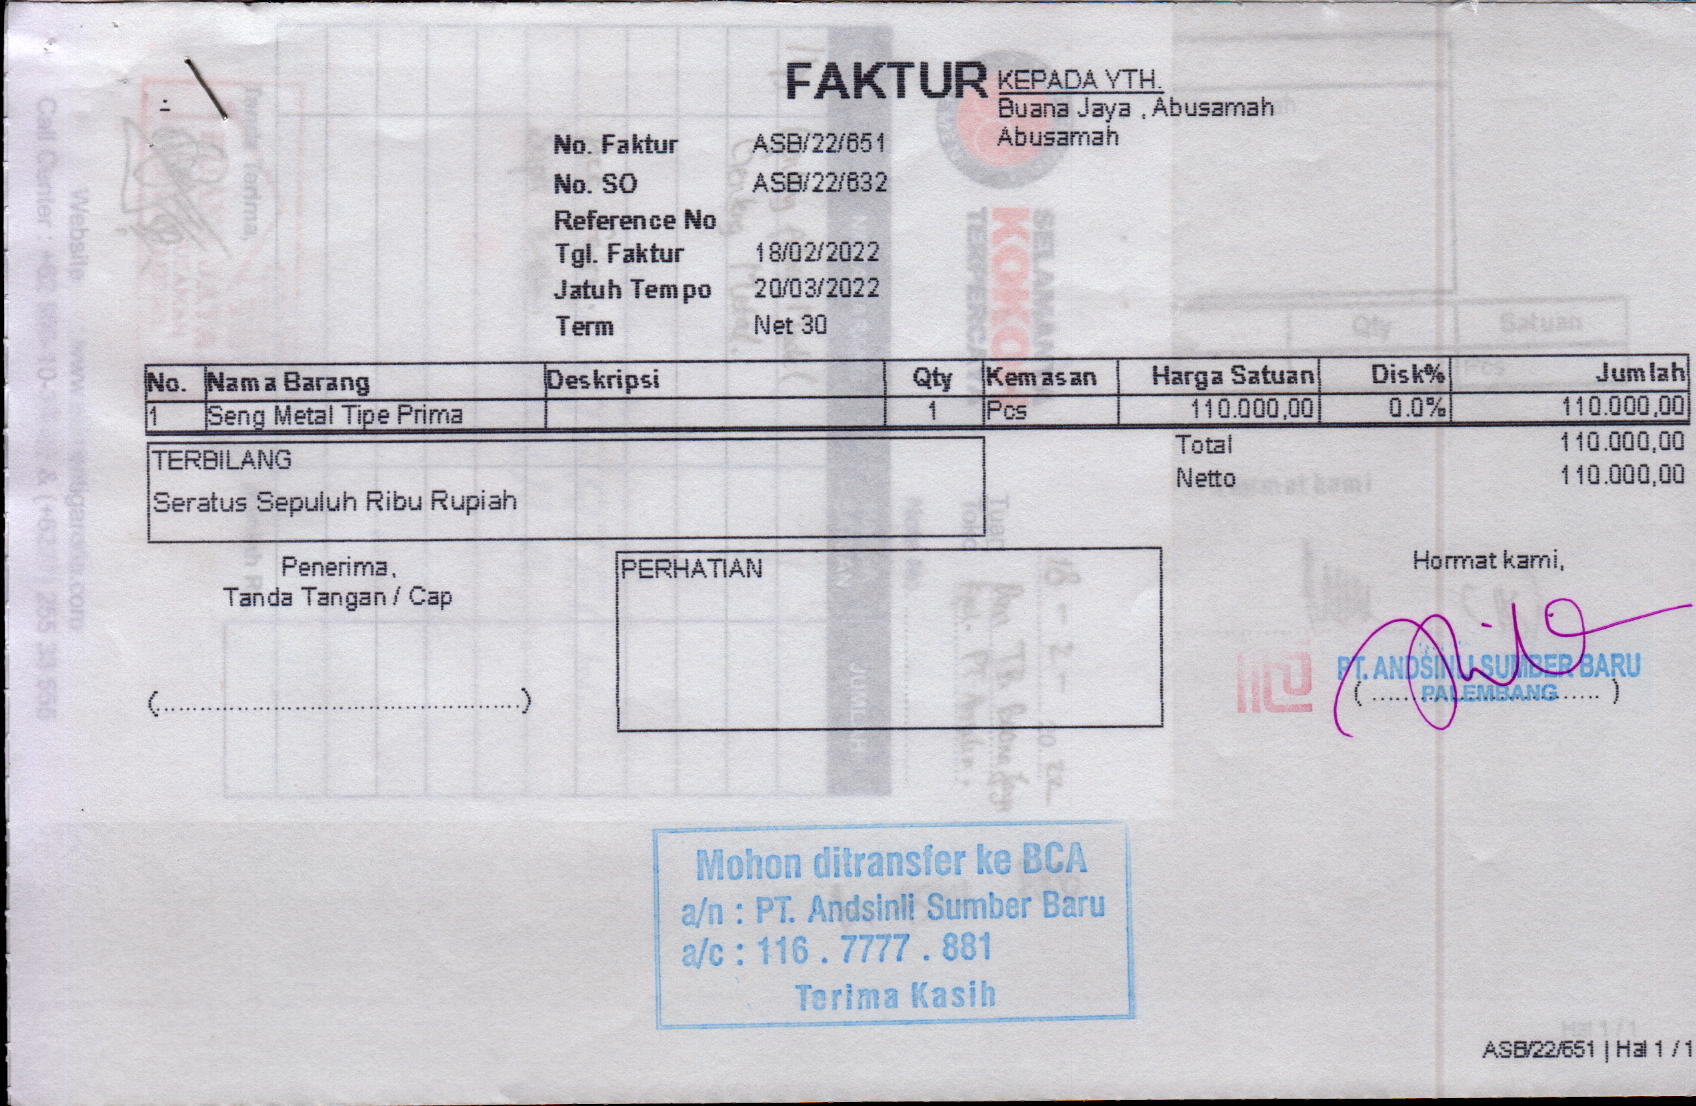 FAKTUR
KEPADA YTH.
Buana Jaya , Abusamah
Abusamah
No. Faktur ASB/22/651
No. SO ASB/22/632
Reference No
Tgl. Faktur 18/02/2022
Jatuh Tempo 20/03/2022
Term Net 30
No. Nama Barang Deskripsi Qty Kemasan Harga Satuan Disk% Jumlah
1 Seng Metal Tipe Prima 1 Pcs 110.000,00 0.0% 110.000,00
Total 110.000,00
Netto 110.000,00
TERBILANG
Seratus Sepuluh Ribu Rupiah
Penerima,
Tanda Tangan / Cap
(................................................)
PERHATIAN
Hormat kami,
PT. ANDSINLI SUMBER BARU
PALEMBANG
(................................)
Mohon ditransfer ke BCA
a/n : PT. Andsinli Sumber Baru
a/c : 116 . 7777 . 881
Terima Kasih
ASB/22/651 | Hal 1 / 1